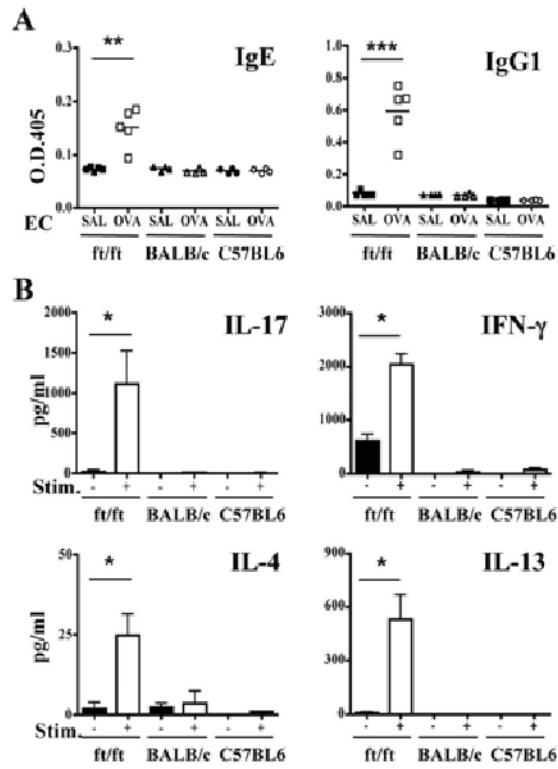 A
** IgE
*** IgG1
O.D.405
0.3
0.2
0.1
0.0
1.0
0.8
0.6
0.4
0.2
0.0
EC SAL OVA SAL OVA SAL OVA
SAL OVA SAL OVA SAL OVA
ft/ft BALB/c C57BL6
ft/ft BALB/c C57BL6
B
* IL-17
* IFN-γ
pg/ml
2000
1500
1000
500
0
3000
2000
1000
0
Stim. - + - + - +
- + - + - +
ft/ft BALB/c C57BL6
ft/ft BALB/c C57BL6
* IL-4
* IL-13
pg/ml
50
25
0
900
600
300
0
Stim. - + - + - +
- + - + - +
ft/ft BALB/c C57BL6
ft/ft BALB/c C57BL6